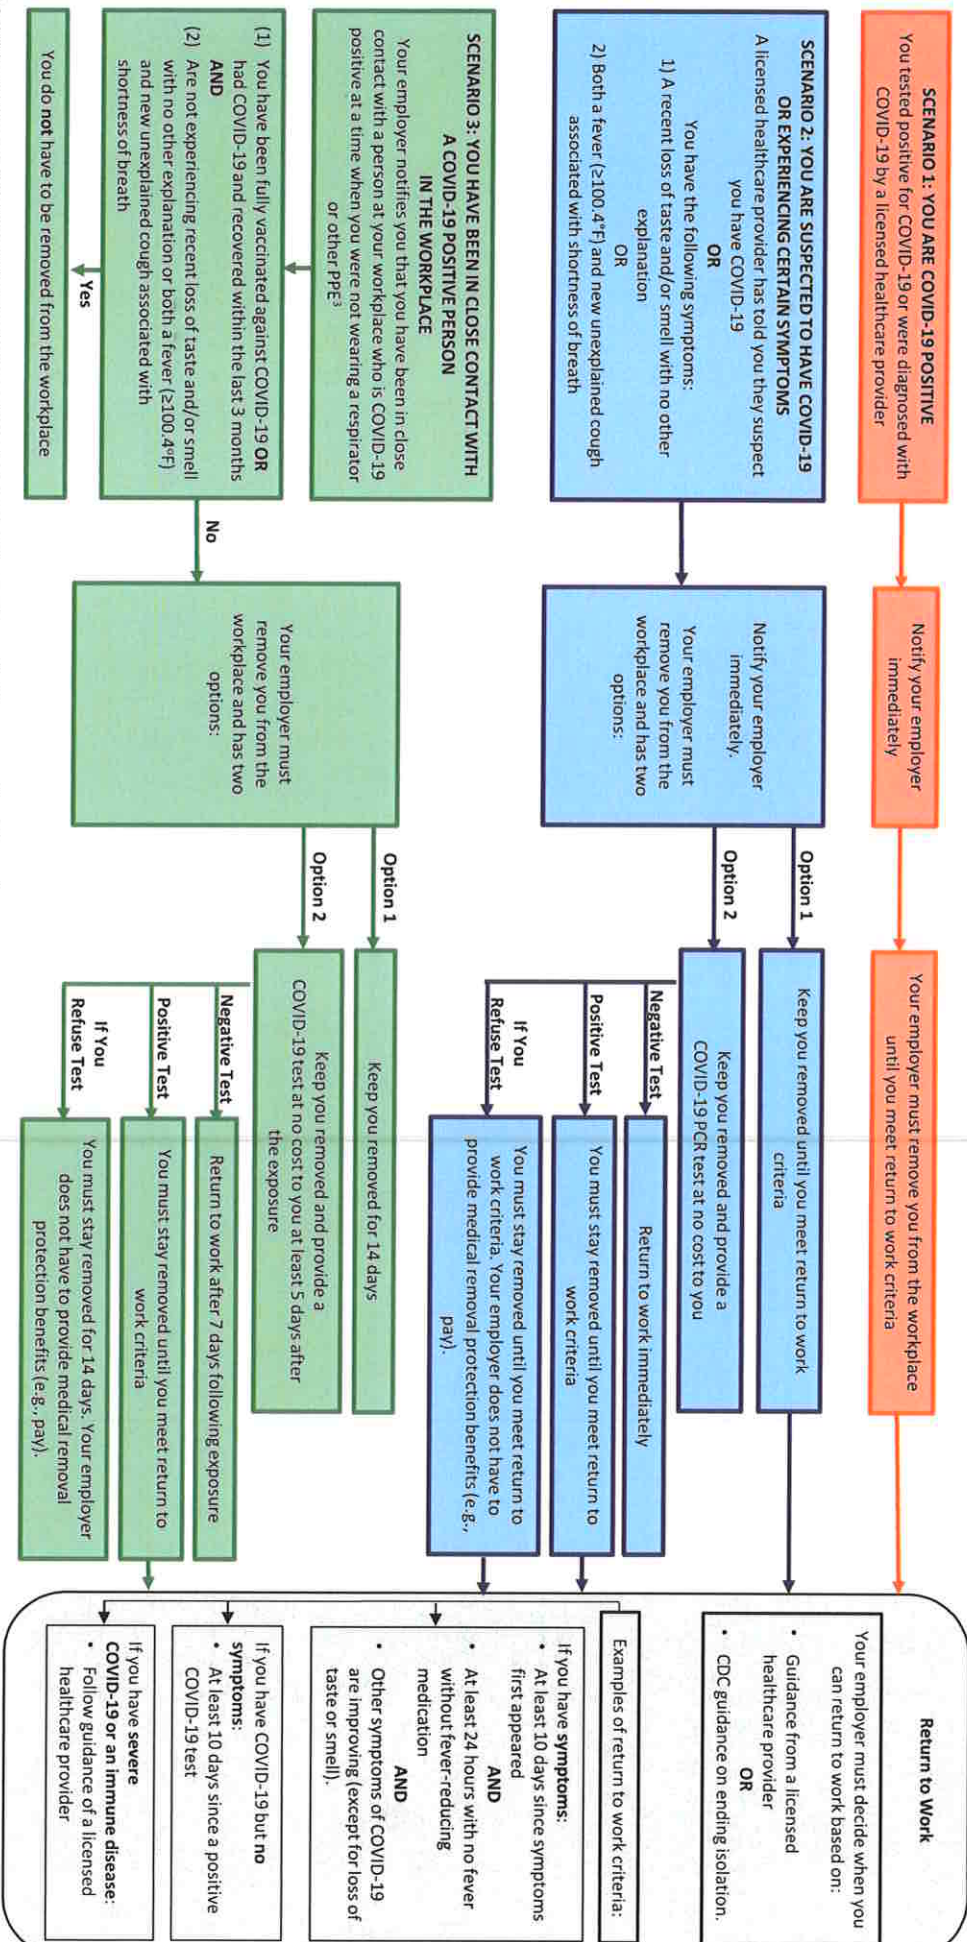 SCENARIO 1: YOU ARE COVID-19 POSITIVE
You tested positive for COVID-19 or were diagnosed with
COVID-19 by a licensed healthcare provider
Notify your employer
immediately
Your employer must remove you from the workplace
until you meet return to work criteria
SCENARIO 2: YOU ARE SUSPECTED TO HAVE COVID-19
OR EXPERIENCING CERTAIN SYMPTOMS
A licensed healthcare provider has told you they suspect
you have COVID-19
OR
You have the following symptoms:
1) A recent loss of taste and/or smell with no other
explanation
OR
2) Both a fever (≥100.4°F) and new unexplained cough
associated with shortness of breath
Notify your employer
immediately.
Your employer must
remove you from the
workplace and has two
options:
Option 1
Keep you removed until you meet return to work
criteria
Option 2
Keep you removed and provide a
COVID-19 PCR test at no cost to you
Negative Test
Return to work immediately
Positive Test
You must stay removed until you meet return to
work criteria
If You
Refuse Test
You must stay removed until you meet return to
work criteria. Your employer does not have to
provide medical removal protection benefits (e.g.,
pay).
SCENARIO 3: YOU HAVE BEEN IN CLOSE CONTACT WITH
A COVID-19 POSITIVE PERSON
IN THE WORKPLACE
Your employer notifies you that you have been in close
contact with a person at your workplace who is COVID-19
positive at a time when you were not wearing a respirator
or other PPE³
(1) You have been fully vaccinated against COVID-19 OR
had COVID-19 and recovered within the last 3 months
AND
(2) Are not experiencing recent loss of taste and/or smell
with no other explanation or both a fever (≥100.4°F)
and new unexplained cough associated with
shortness of breath
Yes
You do not have to be removed from the workplace
No
Your employer must
remove you from the
workplace and has two
options:
Option 1
Keep you removed for 14 days
Option 2
Keep you removed and provide a
COVID-19 test at no cost to you at least 5 days after
the exposure
Negative Test
Return to work after 7 days following exposure
Positive Test
You must stay removed until you meet return to
work criteria
If You
Refuse Test
You must stay removed for 14 days. Your employer
does not have to provide medical removal
protection benefits (e.g., pay).
Return to Work
Your employer must decide when you
can return to work based on:
• Guidance from a licensed
healthcare provider
OR
• CDC guidance on ending isolation.
Examples of return to work criteria:
If you have symptoms:
• At least 10 days since symptoms
first appeared
AND
• At least 24 hours with no fever
without fever-reducing
medication
AND
• Other symptoms of COVID-19
are improving (except for loss of
taste or smell).
If you have COVID-19 but no
symptoms:
• At least 10 days since a positive
COVID-19 test
If you have severe
COVID-19 or an immune disease:
• Follow guidance of a licensed
healthcare provider